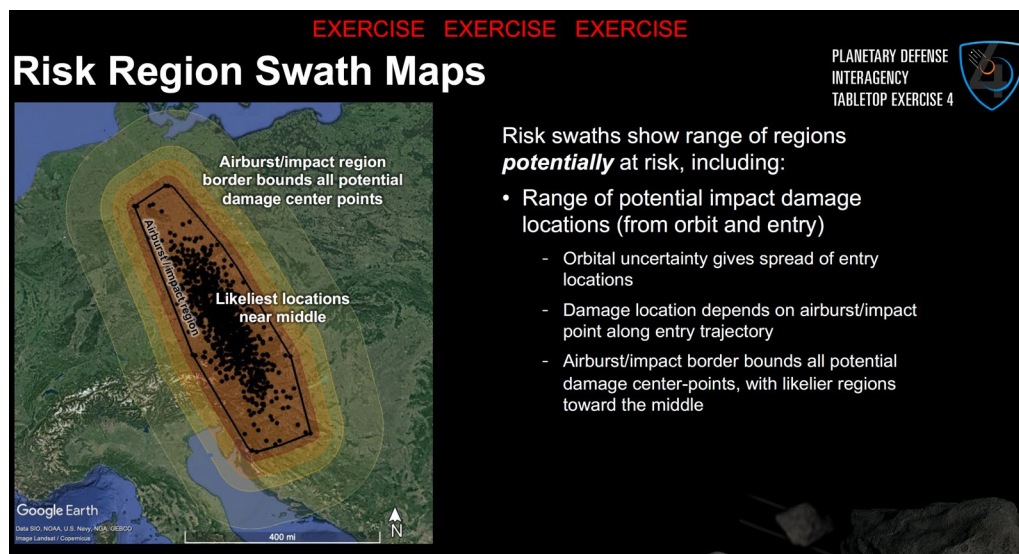 EXERCISE EXERCISE EXERCISE
Risk Region Swath Maps
PLANETARY DEFENSE
INTERAGENCY
TABLETOP EXERCISE 4
4
Airburst/impact region
border bounds all potential
damage center points
Airburst /impact region
Likeliest locations
near middle
Google Earth
Data SIO, NOAA, U.S. Navy, NGA, GEBCO
Image Landsat / Copernicus
400 mi
N
Risk swaths show range of regions
potentially at risk, including:
• Range of potential impact damage
locations (from orbit and entry)
- Orbital uncertainty gives spread of entry
locations
- Damage location depends on airburst/impact
point along entry trajectory
- Airburst/impact border bounds all potential
damage center-points, with likelier regions
toward the middle